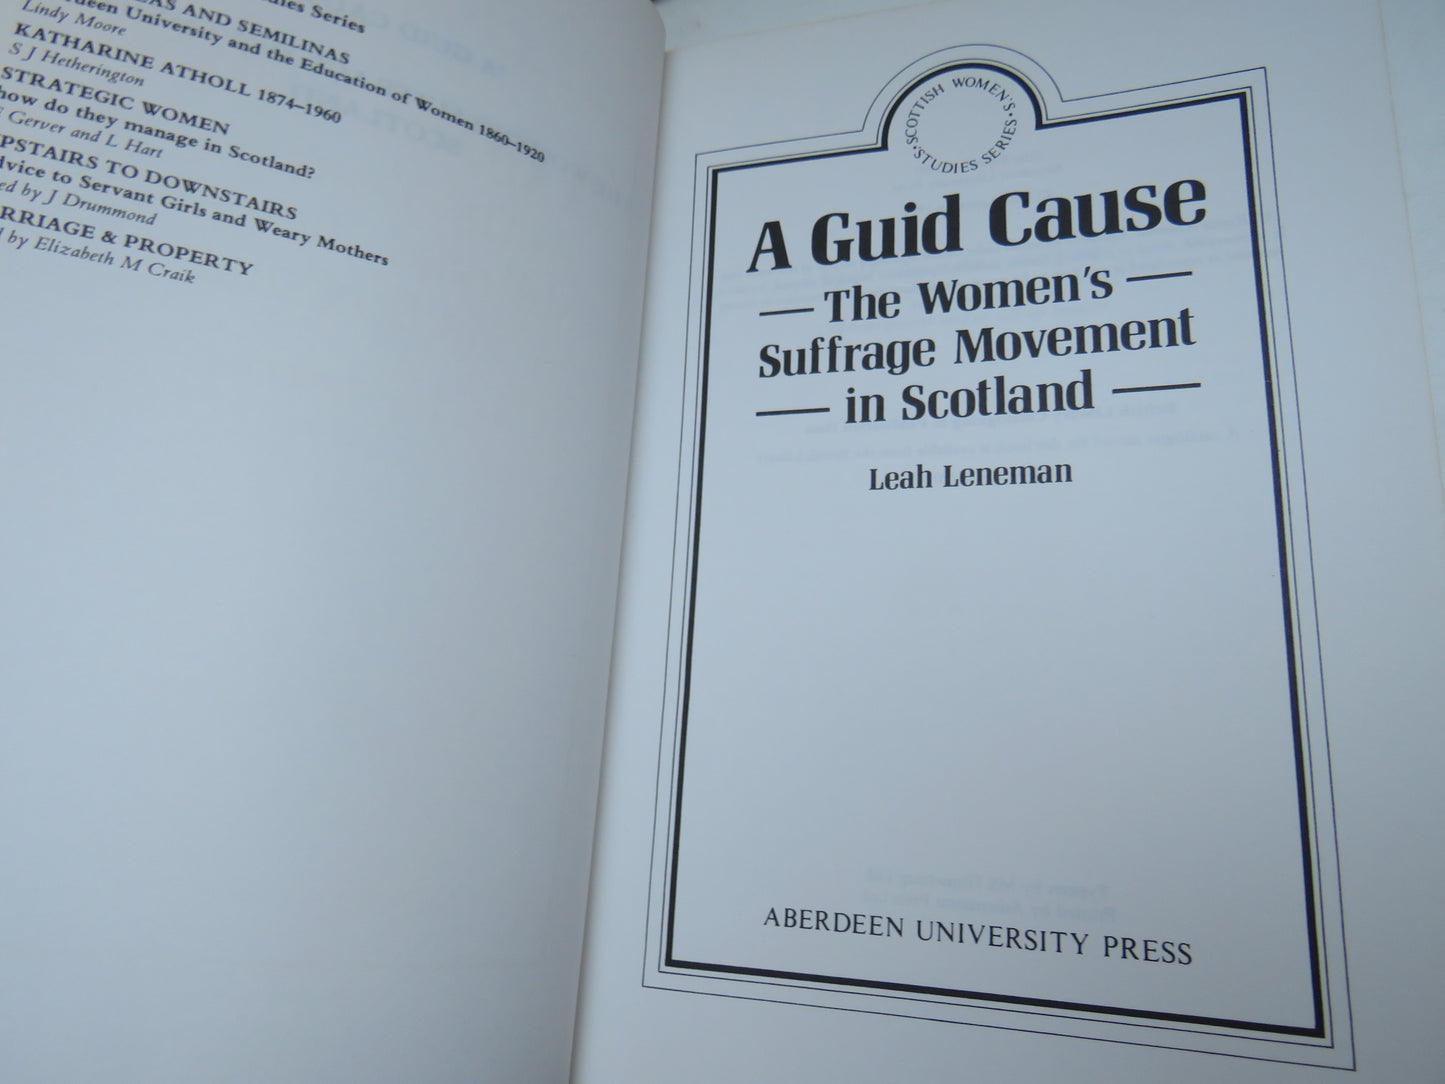 ies Series
AS AND SEMILINAS
deen University and the Education of Women 1860–1920
Lindy Moore
KATHARINE ATHOLL 1874–1960
S J Hetherington
STRATEGIC WOMEN
how do they manage in Scotland?
Gerver and L Hart
PSTAIRS TO DOWNSTAIRS
dvice to Servant Girls and Weary Mothers
ed by J Drummond
RRIAGE & PROPERTY
d by Elizabeth M Craik
SCOTTISH WOMEN'S
• STUDIES SERIES •
A Guid Cause
— The Women's —
Suffrage Movement
— in Scotland —
Leah Leneman
ABERDEEN UNIVERSITY PRESS